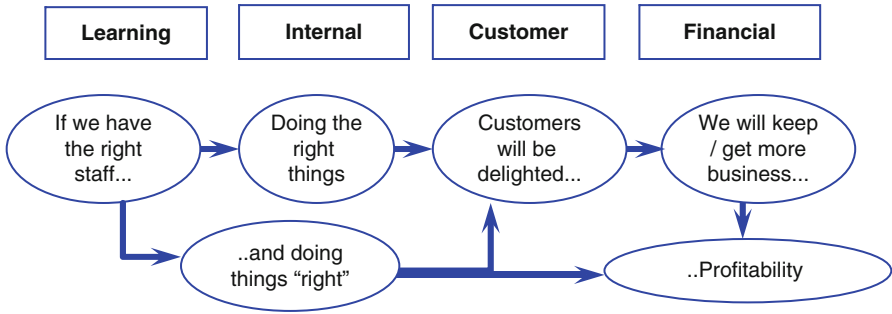 Learning
Internal
Customer
Financial
If we have
the right
staff...
Doing the
right
things
Customers
will be
delighted...
We will keep
/ get more
business...
..and doing
things “right”
..Profitability